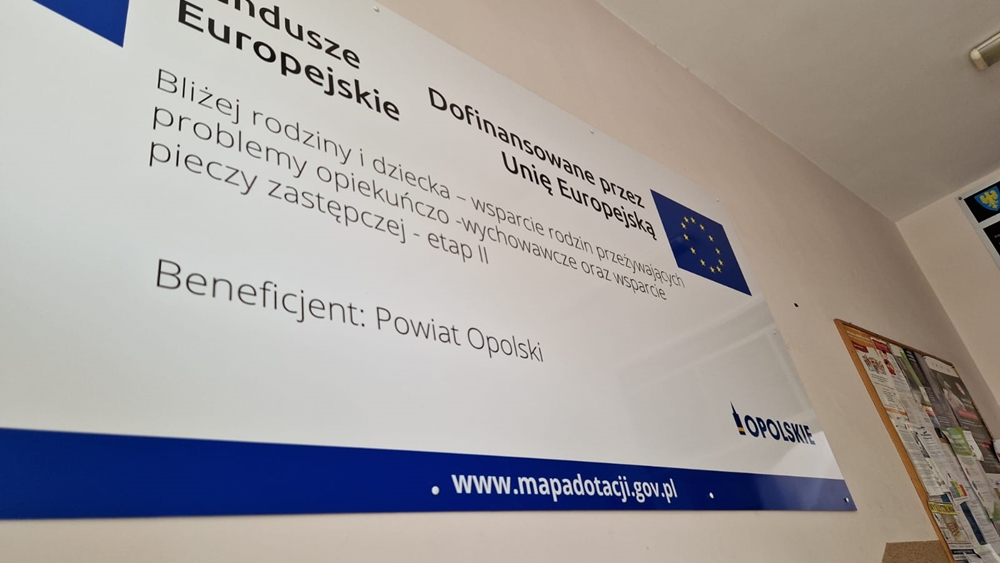 Europejskie
Dofinansowane przez
Unię Europejską
Bliżej rodziny i dziecka – wsparcie rodzin przeżywających
problemy opiekuńczo -wychowawcze oraz wsparcie
pieczy zastępczej - etap II
Beneficjent: Powiat Opolski
OPOLSKIE
www.mapadotacji.gov.pl